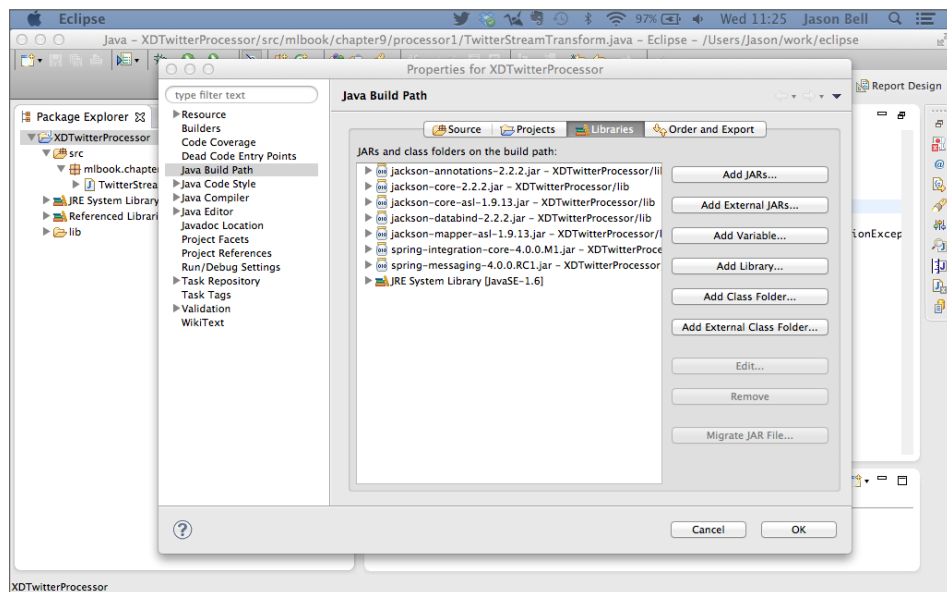 Eclipse
97%
Wed 11:25
Jason Bell
Java – XDTwitterProcessor/src/mlbook/chapter9/processor1/TwitterStreamTransform.java – Eclipse – /Users/Jason/work/eclipse
Properties for XDTwitterProcessor
Report Design
type filter text
Java Build Path
Package Explorer
XDTwitterProcessor
src
mlbook.chapte
TwitterStrea
JRE System Library
Referenced Librari
lib
Resource
Builders
Code Coverage
Dead Code Entry Points
Java Build Path
Java Code Style
Java Compiler
Java Editor
Javadoc Location
Project Facets
Project References
Run/Debug Settings
Task Repository
Task Tags
Validation
WikiText
Source
Projects
Libraries
Order and Export
JARs and class folders on the build path:
jackson-annotations-2.2.2.jar – XDTwitterProcessor/li
jackson-core-2.2.2.jar – XDTwitterProcessor/lib
jackson-core-asl-1.9.13.jar – XDTwitterProcessor/lib
jackson-databind-2.2.2.jar – XDTwitterProcessor/lib
jackson-mapper-asl-1.9.13.jar – XDTwitterProcessor/l
spring-integration-core-4.0.0.M1.jar – XDTwitterProce
spring-messaging-4.0.0.RC1.jar – XDTwitterProcessor
JRE System Library [JavaSE-1.6]
Add JARs...
Add External JARs...
Add Variable...
Add Library...
Add Class Folder...
Add External Class Folder...
Edit...
Remove
Migrate JAR File...
ionExcep
Cancel
OK
XDTwitterProcessor